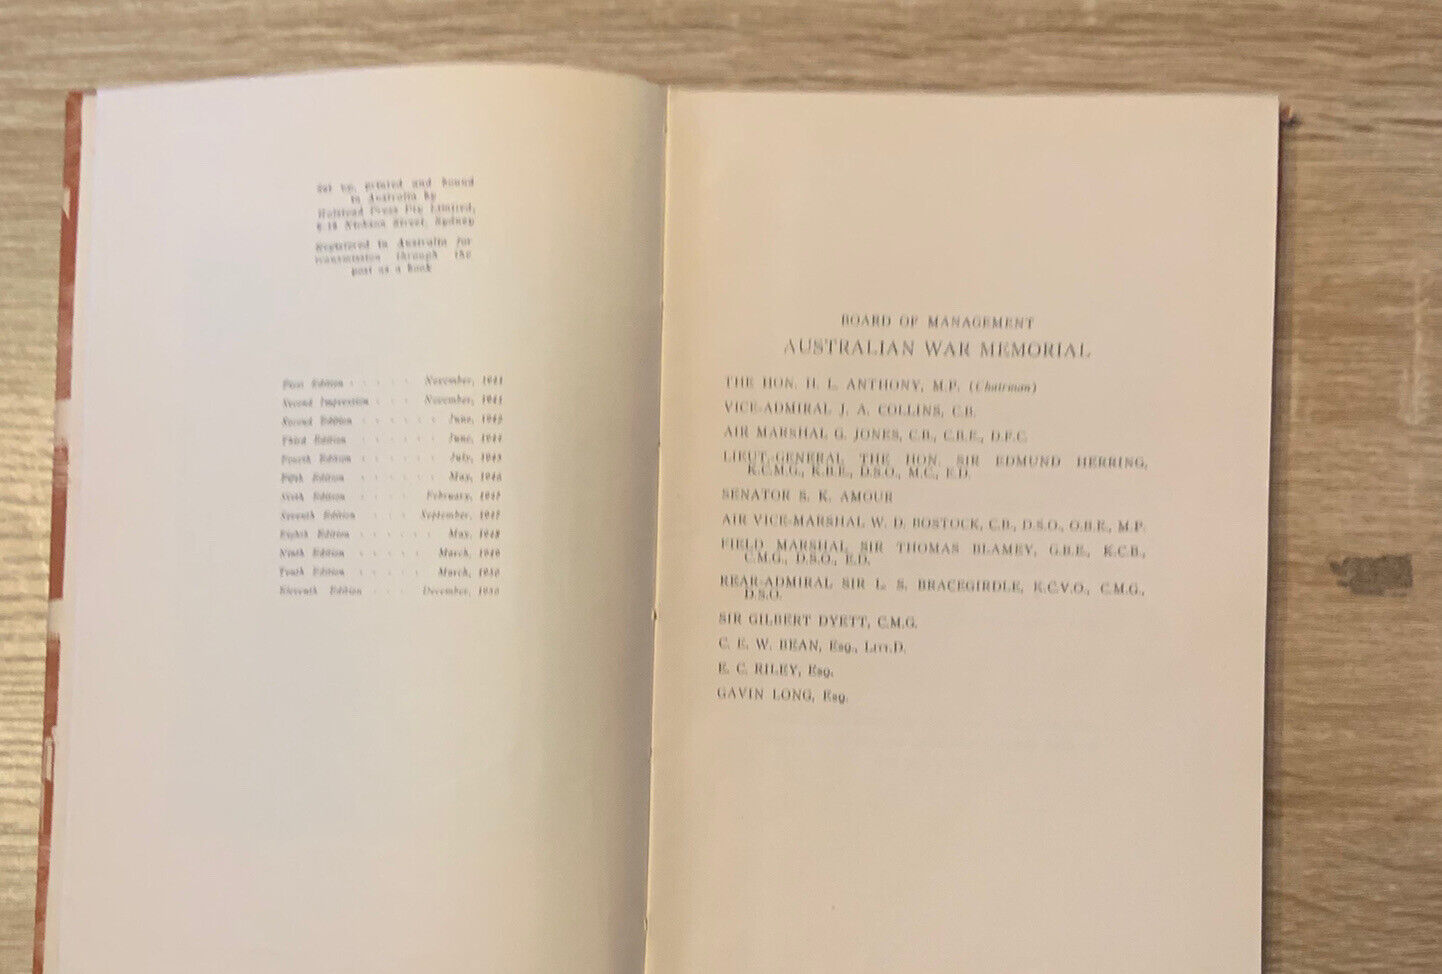 Set up, printed and bound
in Australia by
Halstead Press Pty Limited,
Nickson Street, Sydney
Registered in Australia for
transmission through the
post as a book
First Edition November, 1941
Second Impression November, 1941
Second Edition June,
Third Edition June,
Fourth Edition July,
Fifth Edition May,
Sixth Edition February,
Seventh Edition September,
Eighth Edition May, 1948
Ninth Edition March, 1949
Tenth Edition March, 1950
Eleventh Edition December, 1950
BOARD OF MANAGEMENT
AUSTRALIAN WAR MEMORIAL
THE HON. H. L. ANTHONY, M.P. (Chairman)
VICE-ADMIRAL J. A. COLLINS, C.B.
AIR MARSHAL G. JONES, C.B., C.B.E., D.F.C.
LIEUT.-GENERAL THE HON. SIR EDMUND HERRING,
K.C.M.G., K.B.E., D.S.O., M.C., E.D.
SENATOR S. K. AMOUR
AIR VICE-MARSHAL W. D. BOSTOCK, C.B., D.S.O., O.B.E., M.P.
FIELD MARSHAL SIR THOMAS BLAMEY, G.B.E., K.C.B.,
C.M.G., D.S.O., E.D.
REAR-ADMIRAL SIR L. S. BRACEGIRDLE, K.C.V.O., C.M.G.,
D.S.O.
SIR GILBERT DYETT, C.M.G.
C. E. W. BEAN, Esq., Litt.D.
E. C. RILEY, Esq.
GAVIN LONG, Esq.